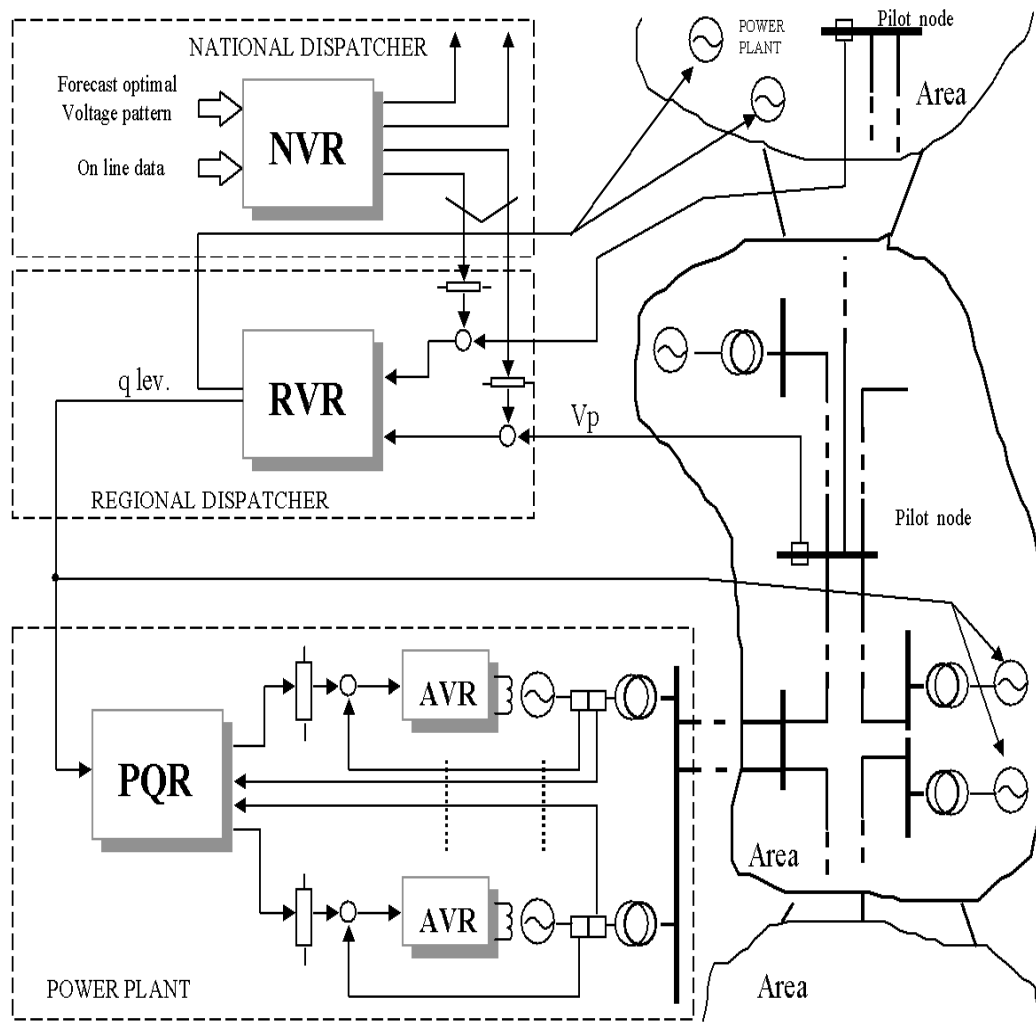 NATIONAL DISPATCHER
Forecast optimal
Voltage pattern
On line data
NVR
POWER
PLANT
Pilot node
Area
q lev.
RVR
Vp
REGIONAL DISPATCHER
Pilot node
PQR
AVR
AVR
Area
POWER PLANT
Area